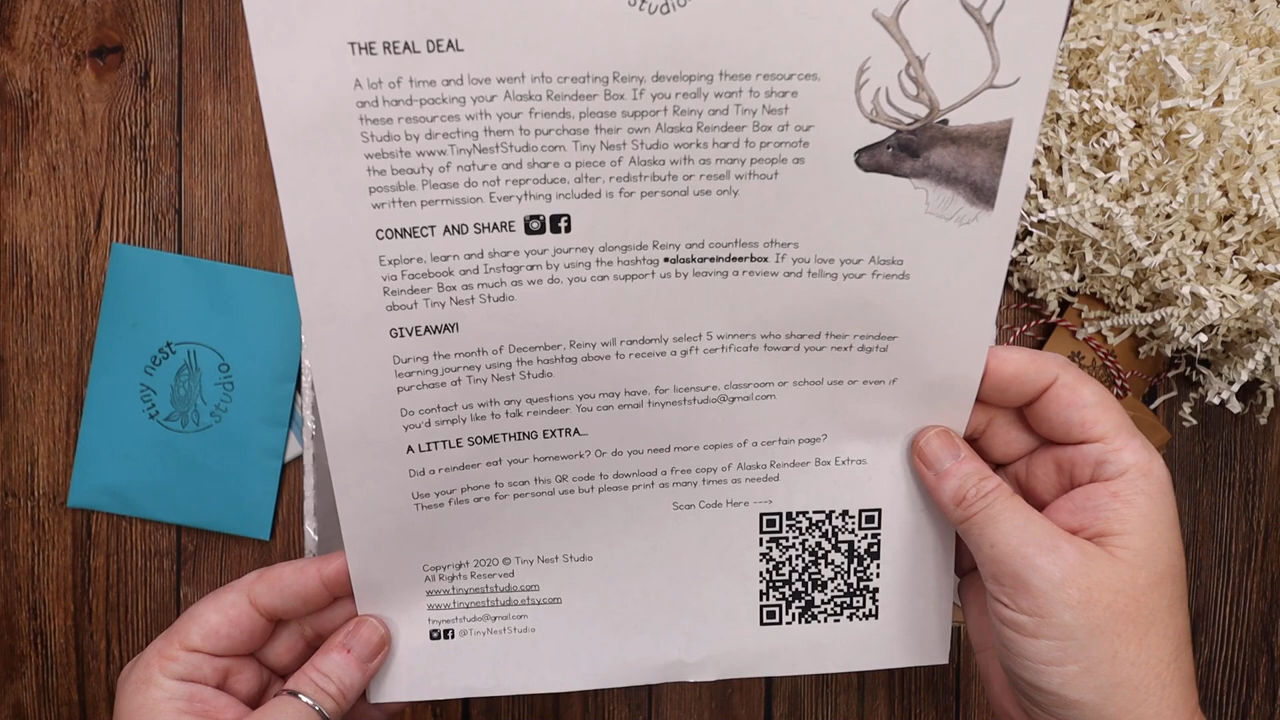 studio
THE REAL DEAL
A lot of time and love went into creating Reiny, developing these resources,
and hand-packing your Alaska Reindeer Box. If you really want to share
these resources with your friends, please support Reiny and Tiny Nest
Studio by directing them to purchase their own Alaska Reindeer Box at our
website www.TinyNestStudio.com. Tiny Nest Studio works hard to promote
the beauty of nature and share a piece of Alaska with as many people as
possible. Please do not reproduce, alter, redistribute or resell without
written permission. Everything included is for personal use only.
CONNECT AND SHARE
Explore, learn and share your journey alongside Reiny and countless others
via Facebook and Instagram by using the hashtag #alaskareindeerbox. If you love your Alaska
Reindeer Box as much as we do, you can support us by leaving a review and telling your friends
about Tiny Nest Studio.
GIVEAWAY!
During the month of December, Reiny will randomly select 5 winners who shared their reindeer
learning journey using the hashtag above to receive a gift certificate toward your next digital
purchase at Tiny Nest Studio.
Do contact us with any questions you may have, for licensure, classroom or school use or even if
you'd simply like to talk reindeer. You can email tinyneststudio@gmail.com.
A LITTLE SOMETHING EXTRA...
Did a reindeer eat your homework? Or do you need more copies of a certain page?
Use your phone to scan this QR code to download a free copy of Alaska Reindeer Box Extras.
These files are for personal use but please print as many times as needed.
Scan Code Here --->
Copyright 2020 © Tiny Nest Studio
All Rights Reserved
www.tinyneststudio.com
www.tinyneststudio.etsy.com
tinyneststudio@gmail.com
@TinyNestStudio
tiny nest
studio